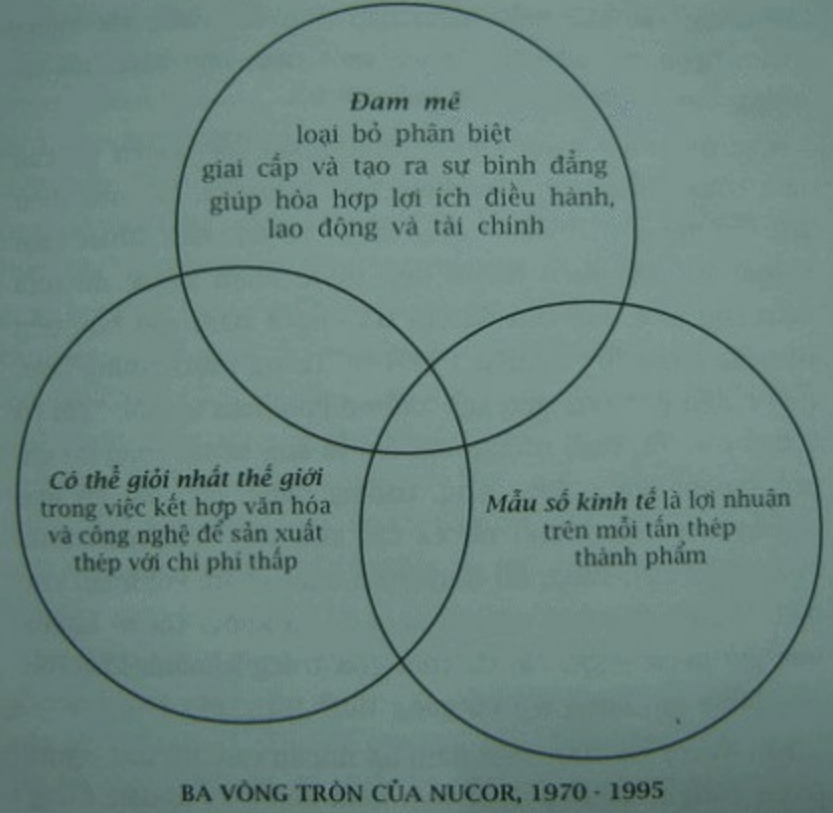 Đam mê
loại bỏ phân biệt
giai cấp và tạo ra sự bình đẳng
giúp hòa hợp lợi ích điều hành,
lao động và tài chính
Có thể giỏi nhất thế giới
trong việc kết hợp văn hóa
và công nghệ để sản xuất
thép với chi phí thấp
Mẫu số kinh tế là lợi nhuận
trên mỗi tấn thép
thành phẩm
BA VÒNG TRÒN CỦA NUCOR, 1970 - 1995